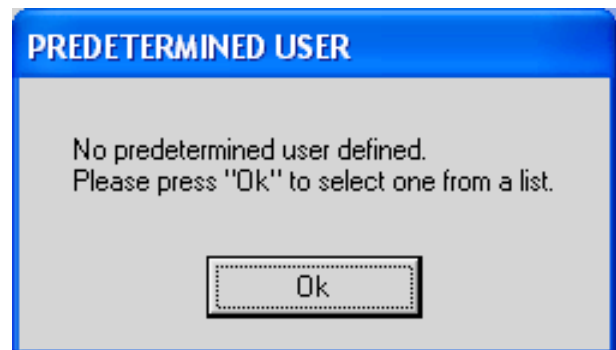 PREDETERMINED USER
No predetermined user defined.
Please press "Ok" to select one from a list.
Ok